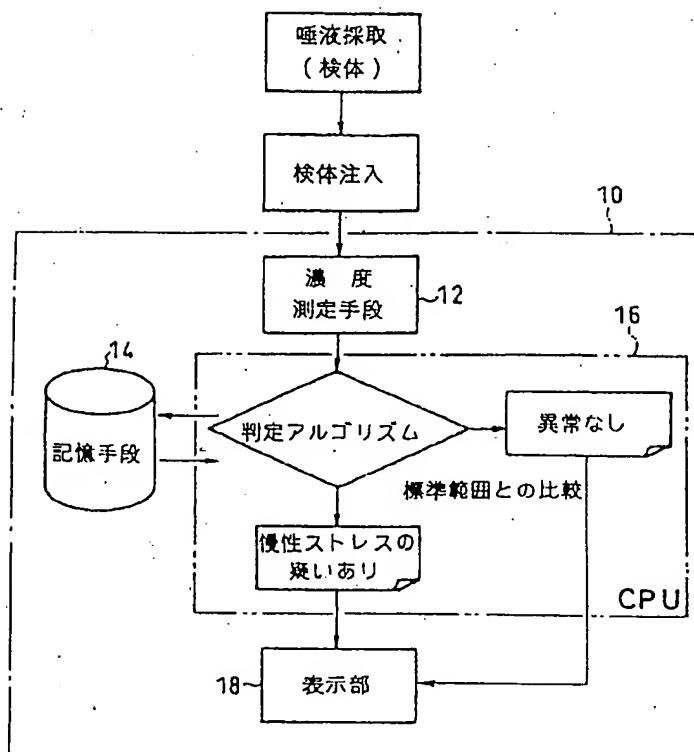 唾液採取
(検体)
検体注入
10
濃 度
測定手段
12
16
14
記憶手段
判定アルゴリズム
異常なし
標準範囲との比較
慢性ストレスの
疑いあり
CPU
18
表示部